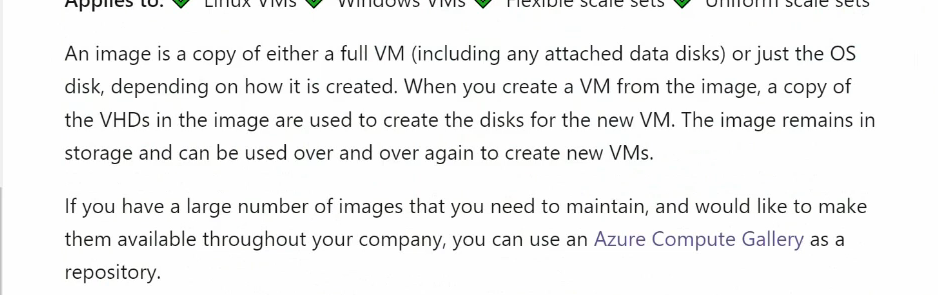 Applies to: Linux VMs Windows VMs Flexible scale sets Uniform scale sets
An image is a copy of either a full VM (including any attached data disks) or just the OS
disk, depending on how it is created. When you create a VM from the image, a copy of
the VHDs in the image are used to create the disks for the new VM. The image remains in
storage and can be used over and over again to create new VMs.
If you have a large number of images that you need to maintain, and would like to make
them available throughout your company, you can use an Azure Compute Gallery as a
repository.